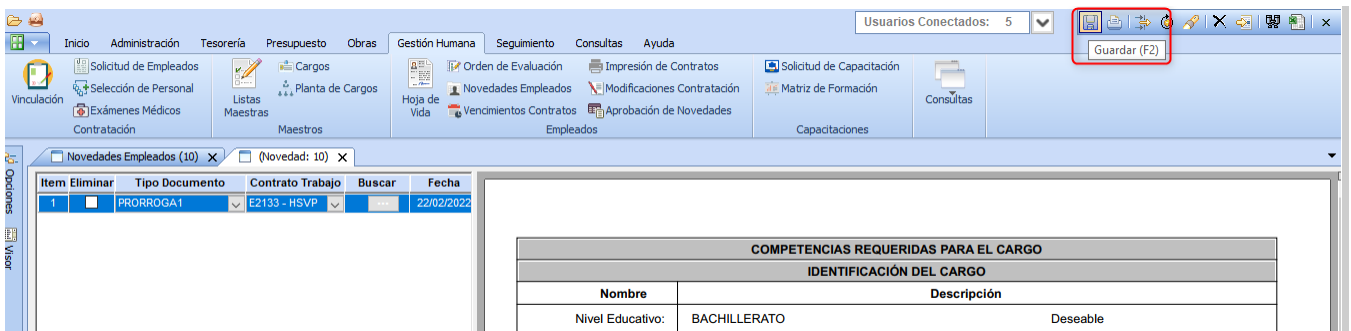 Usuarios Conectados: 5
Guardar (F2)
Inicio Administración Tesorería Presupuesto Obras Gestión Humana Seguimiento Consultas Ayuda
Vinculación
Solicitud de Empleados
Selección de Personal
Exámenes Médicos
Contratación
Listas Maestras
Cargos
Planta de Cargos
Maestros
Hoja de Vida
Orden de Evaluación
Novedades Empleados
Vencimientos Contratos
Impresión de Contratos
Modificaciones Contratación
Aprobación de Novedades
Empleados
Solicitud de Capacitación
Matriz de Formación
Capacitaciones
Consultas
Opciones
Visor
Novedades Empleados (10) X
(Novedad: 10) X
Item Eliminar Tipo Documento Contrato Trabajo Buscar Fecha
1 PRORROGA1 E2133 - HSVP ... 22/02/2022
COMPETENCIAS REQUERIDAS PARA EL CARGO
IDENTIFICACIÓN DEL CARGO
Nombre Descripción
Nivel Educativo: BACHILLERATO Deseable